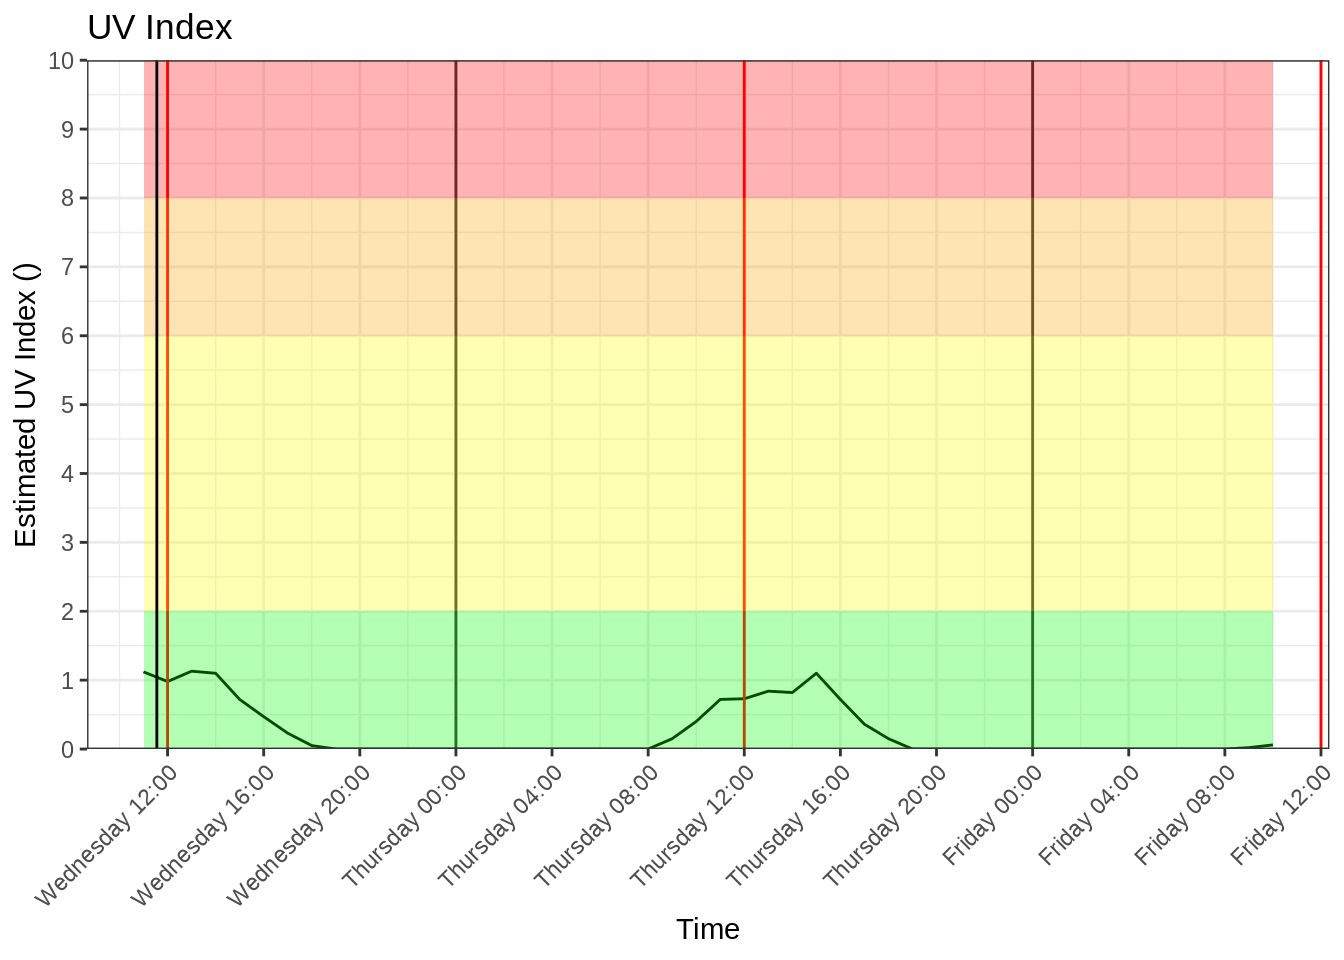 UV Index
Estimated UV Index ()
10
9
8
7
6
5
4
3
2
1
0
Wednesday 12:00
Wednesday 16:00
Wednesday 20:00
Thursday 00:00
Thursday 04:00
Thursday 08:00
Thursday 12:00
Thursday 16:00
Thursday 20:00
Friday 00:00
Friday 04:00
Friday 08:00
Friday 12:00
Time